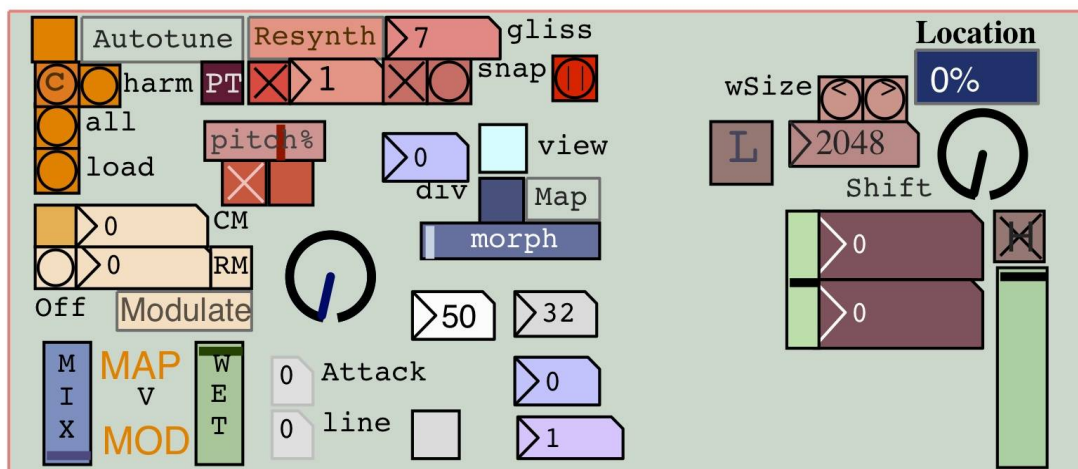 Autotune Resynth 7 gliss Location
C harm PT 1 snap wSize < > 0%
all pitch% 0 view L 2048
load div Map Shift
0 CM morph 0 H
0 RM
Off Modulate 50 32 0
MIX MAP V MOD WET
0 Attack 0
0 line 1